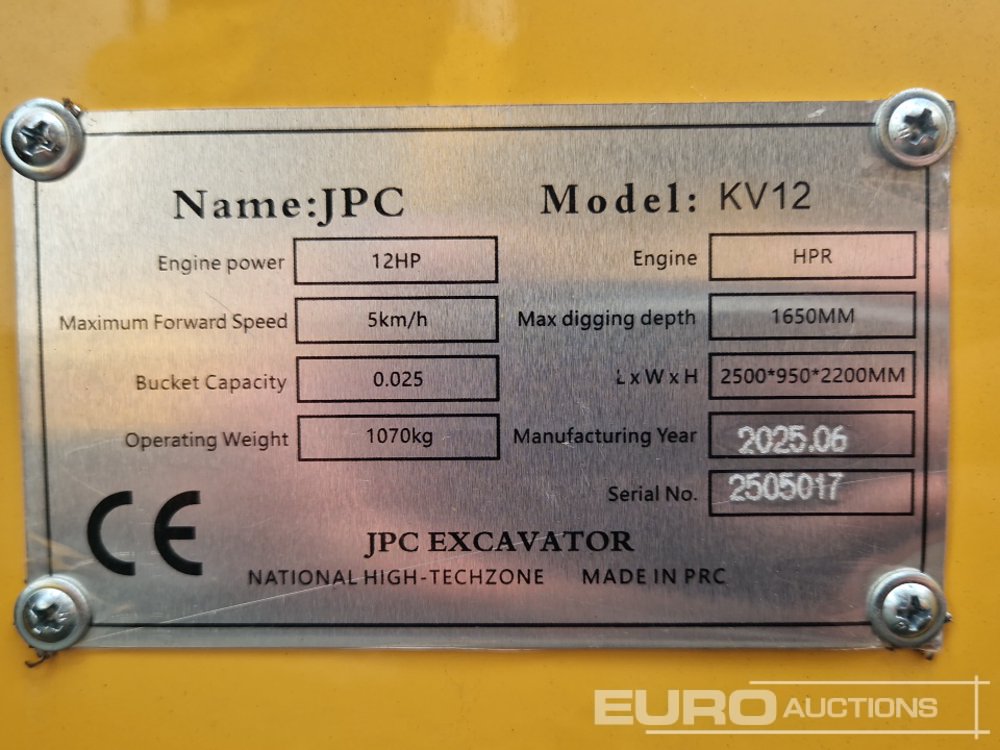 Name:JPC Model: KV12
Engine power 12HP Engine HPR
Maximum Forward Speed 5km/h Max digging depth 1650MM
Bucket Capacity 0.025 LxWxH 2500*950*2200MM
Operating Weight 1070kg Manufacturing Year 2025.06
Serial No. 2505017
CE
JPC EXCAVATOR
NATIONAL HIGH-TECHZONE MADE IN PRC
EURO AUCTIONS